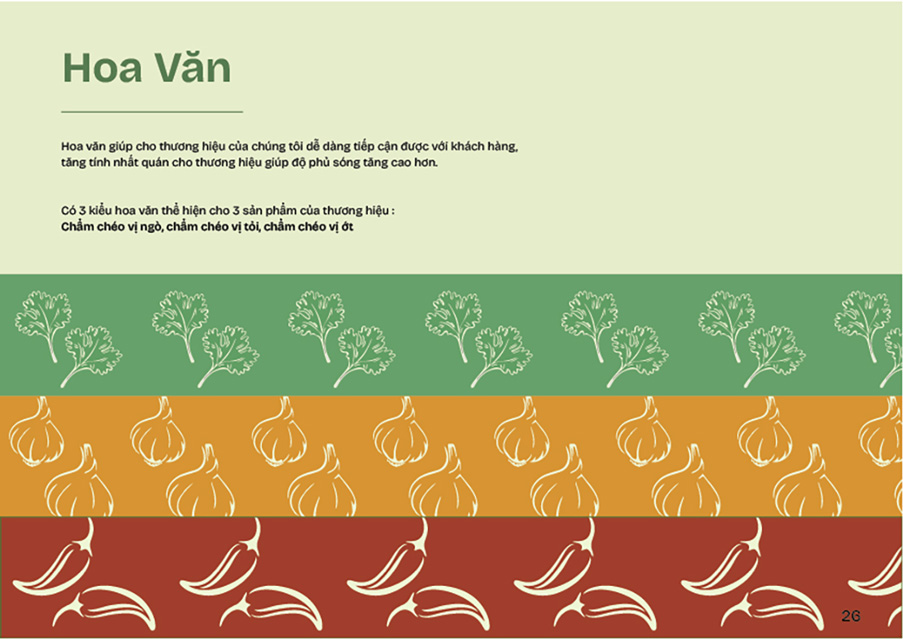 Hoa Văn
Hoa văn giúp cho thương hiệu của chúng tôi dễ dàng tiếp cận được với khách hàng,
tăng tính nhất quán cho thương hiệu giúp độ phủ sóng tăng cao hơn.
Có 3 kiểu hoa văn thể hiện cho 3 sản phẩm của thương hiệu :
Chẩm chéo vị ngò, chẩm chéo vị tỏi, chẩm chéo vị ớt
26